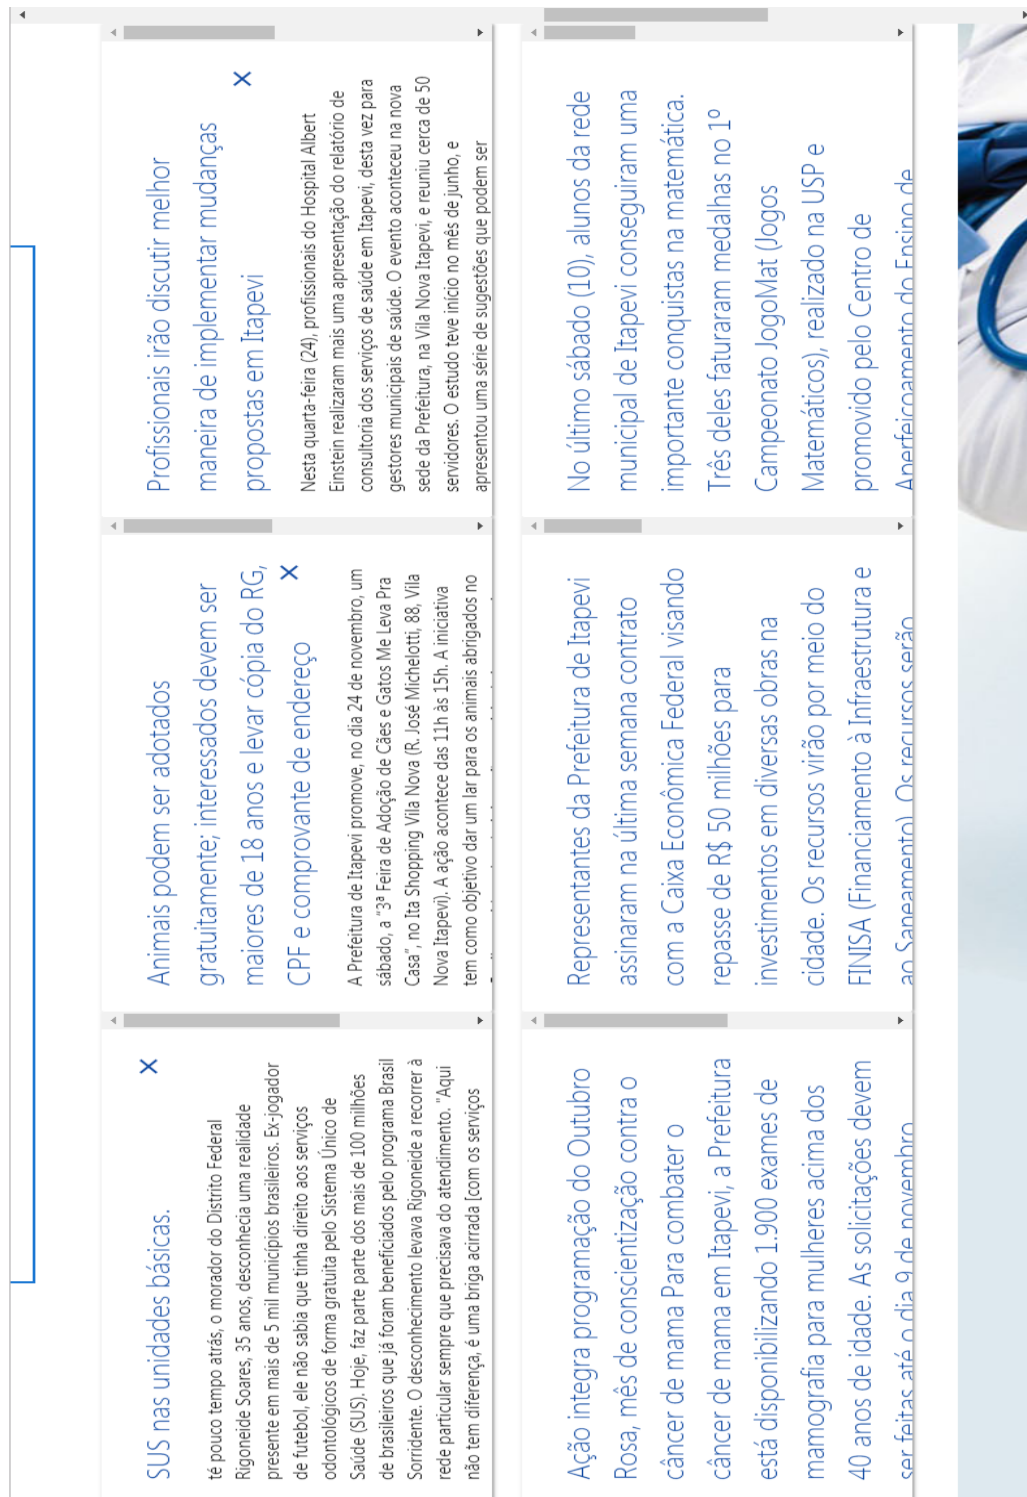 SUS nas unidades básicas.
X
té pouco tempo atrás, o morador do Distrito Federal
Rigoneide Soares, 35 anos, desconhecia uma realidade
presente em mais de 5 mil municípios brasileiros. Ex-jogador
de futebol, ele não sabia que tinha direito aos serviços
odontológicos de forma gratuita pelo Sistema Único de
Saúde (SUS). Hoje, faz parte parte dos mais de 100 milhões
de brasileiros que já foram beneficiados pelo programa Brasil
Sorridente. O desconhecimento levava Rigoneide a recorrer à
rede particular sempre que precisava do atendimento. "Aqui
não tem diferença, é uma briga acirrada [com os serviços
Animais podem ser adotados
gratuitamente; interessados devem ser
maiores de 18 anos e levar cópia do RG,
CPF e comprovante de endereço
X
A Prefeitura de Itapevi promove, no dia 24 de novembro, um
sábado, a "3ª Feira de Adoção de Cães e Gatos Me Leva Pra
Casa", no Ita Shopping Vila Nova (R. José Michelotti, 88, Vila
Nova Itapevi). A ação acontece das 11h às 15h. A iniciativa
tem como objetivo dar um lar para os animais abrigados no
Profissionais irão discutir melhor
maneira de implementar mudanças
propostas em Itapevi
X
Nesta quarta-feira (24), profissionais do Hospital Albert
Einstein realizaram mais uma apresentação do relatório de
consultoria dos serviços de saúde em Itapevi, desta vez para
gestores municipais de saúde. O evento aconteceu na nova
sede da Prefeitura, na Vila Nova Itapevi, e reuniu cerca de 50
servidores. O estudo teve início no mês de junho, e
apresentou uma série de sugestões que podem ser
Ação integra programação do Outubro
Rosa, mês de conscientização contra o
câncer de mama Para combater o
câncer de mama em Itapevi, a Prefeitura
está disponibilizando 1.900 exames de
mamografia para mulheres acima dos
40 anos de idade. As solicitações devem
ser feitas até o dia 9 de novembro
Representantes da Prefeitura de Itapevi
assinaram na última semana contrato
com a Caixa Econômica Federal visando
repasse de R$ 50 milhões para
investimentos em diversas obras na
cidade. Os recursos virão por meio do
FINISA (Financiamento à Infraestrutura e
ao Saneamento). Os recursos serão
No último sábado (10), alunos da rede
municipal de Itapevi conseguiram uma
importante conquistas na matemática.
Três deles faturaram medalhas no 1º
Campeonato JogoMat (Jogos
Matemáticos), realizado na USP e
promovido pelo Centro de
Aperfeiçoamento do Ensino de